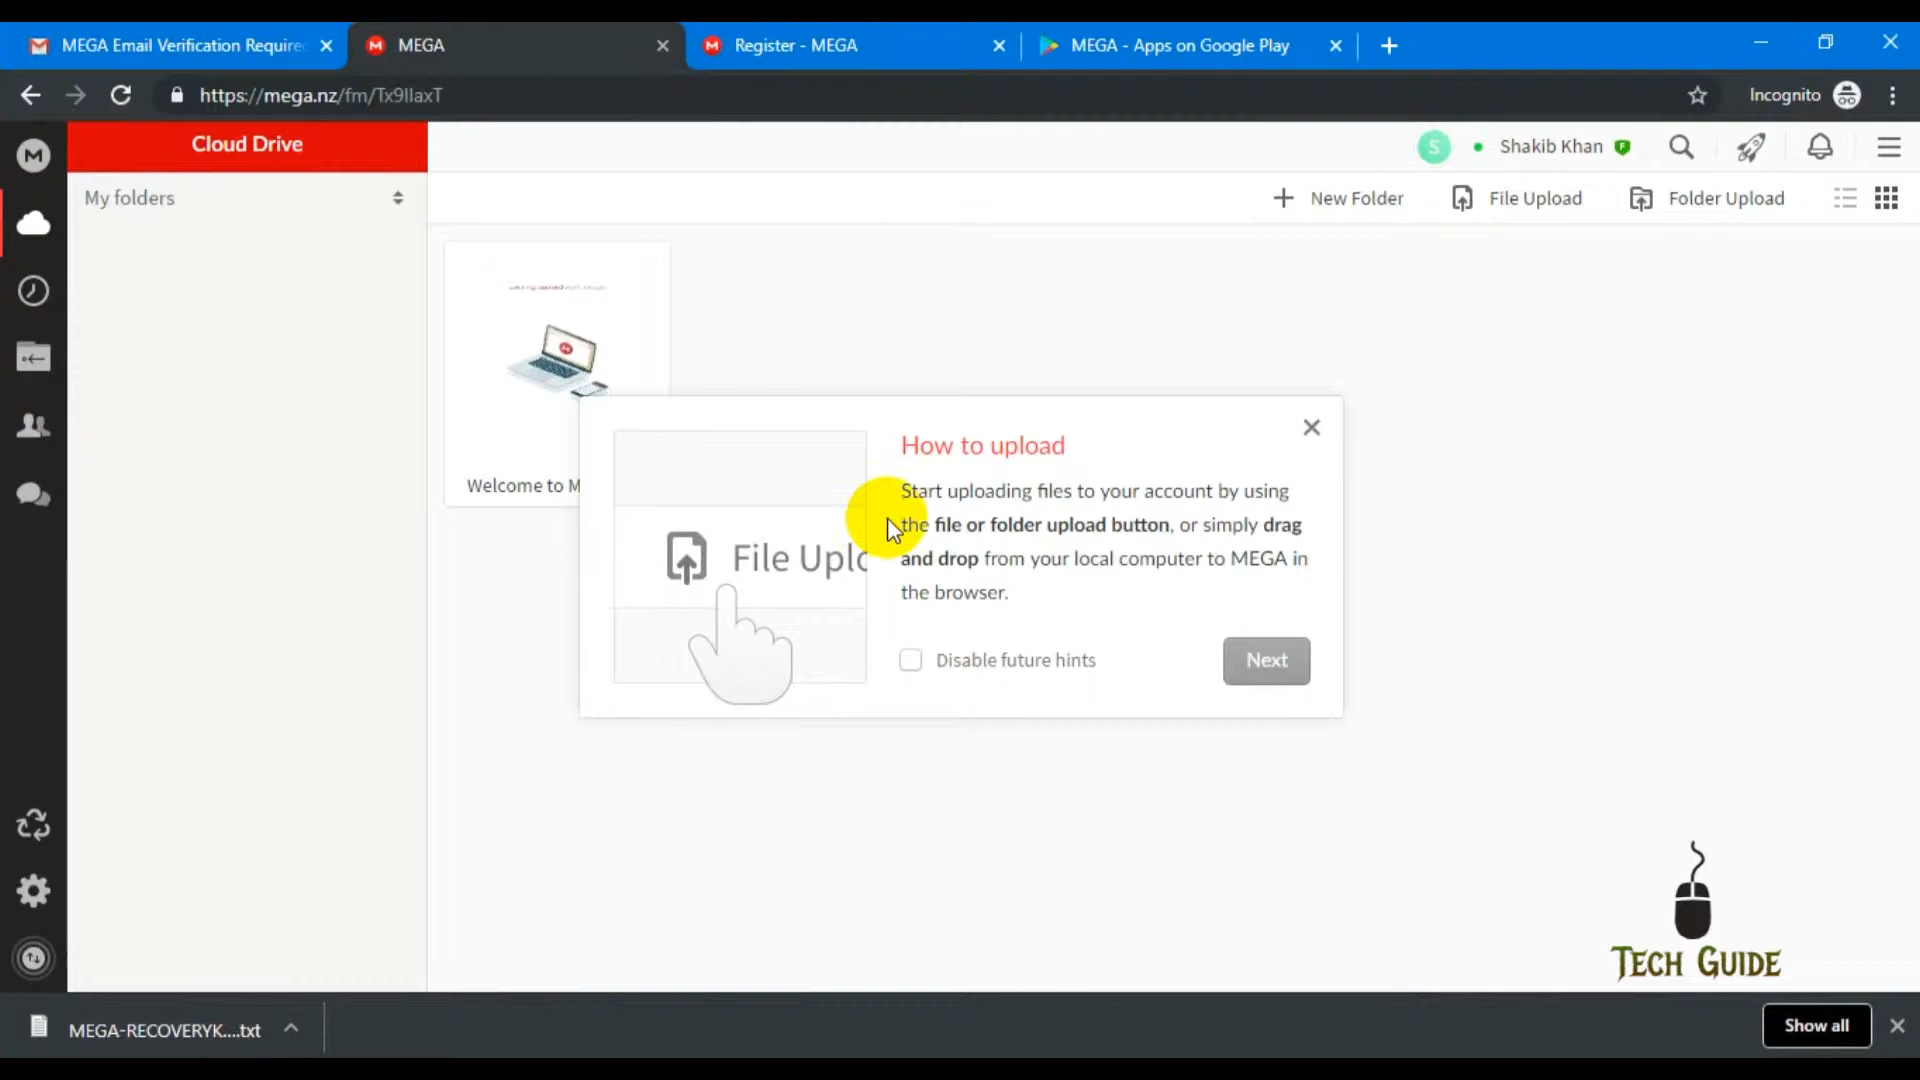 MEGA Email Verification Require
MEGA
Register - MEGA
MEGA - Apps on Google Play
https://mega.nz/fm/Tx9IIaxT
Incognito
Cloud Drive
S
Shakib Khan
My folders
New Folder
File Upload
Folder Upload
Welcome to M
How to upload
Start uploading files to your account by using
the file or folder upload button, or simply drag
and drop from your local computer to MEGA in
the browser.
File Uplo
Disable future hints
Next
TECH GUIDE
MEGA-RECOVERYK....txt
Show all